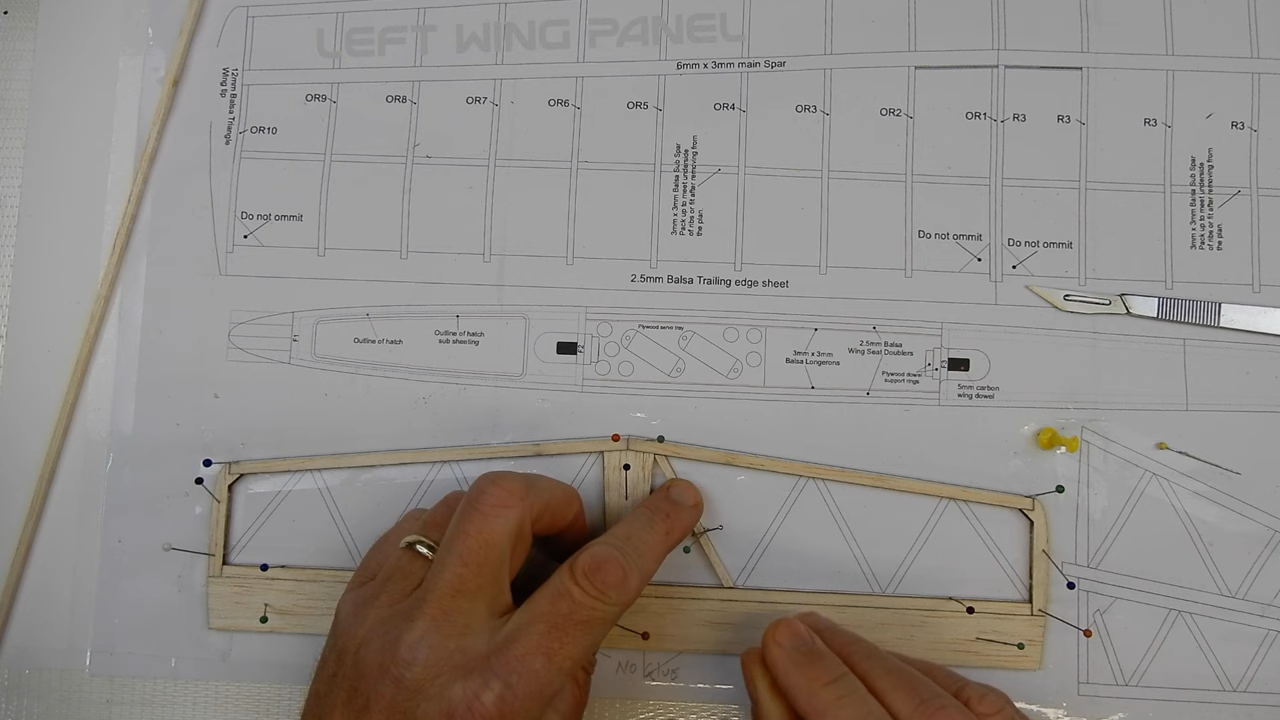 LEFT WING PANEL
6mm x 3mm main Spar
12mm Balsa Triangle
Wing tip
OR10
OR9
OR8
OR7
OR6
OR5
OR4
OR3
OR2
OR1
R3
R3
R3
R3
3mm x 3mm Balsa Sub Spar
Pack up to meet underside
of ribs or fit after removing from
the plan.
3mm x 3mm Balsa Sub Spar
Pack up to meet underside
of ribs or fit after removing from
the plan.
Do not ommit
Do not ommit
Do not ommit
2.5mm Balsa Trailing edge sheet
F1
Outline of hatch
Outline of hatch
sub sheeting
F2
Plywood servo tray
3mm x 3mm
Balsa Longerons
2.5mm Balsa
Wing Seat Doublers
Plywood dowel
support rings
F3
5mm carbon
wing dowel
NO GLUE